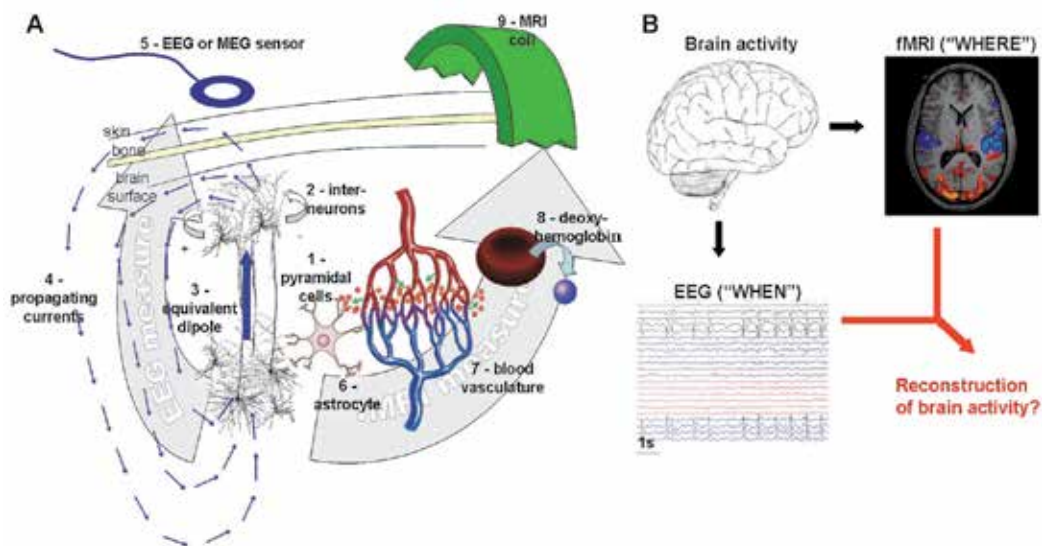 A
5 - EEG or MEG sensor
9 - MRI
coil
skin
bone
brain
surface
2 - inter-
neurons
1 -
pyramidal
cells
3 -
equivalent
dipole
4 -
propagating
currents
+
-
EEG measure
6 -
astrocyte
7 - blood
vasculature
8 - deoxy-
hemoglobin
fMRI measure
B
Brain activity
fMRI ("WHERE")
EEG ("WHEN")
1s
Reconstruction
of brain activity?